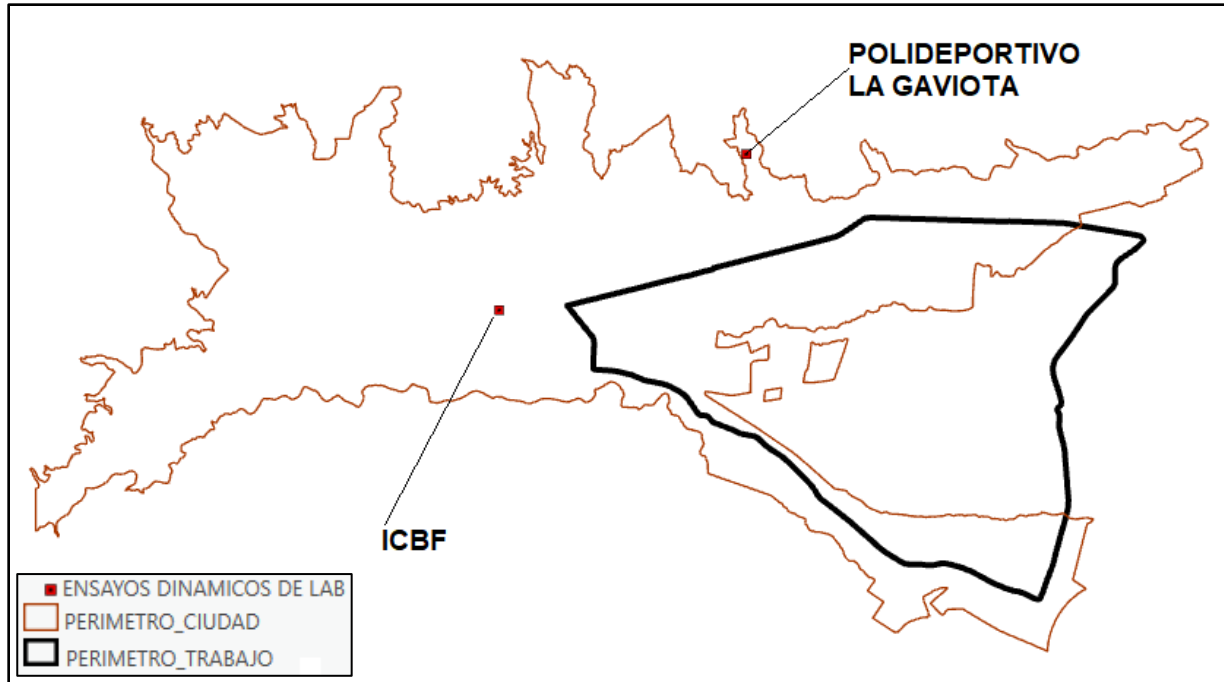 POLIDEPORTIVO
LA GAVIOTA
ICBF
ENSAYOS DINAMICOS DE LAB
PERIMETRO_CIUDAD
PERIMETRO_TRABAJO